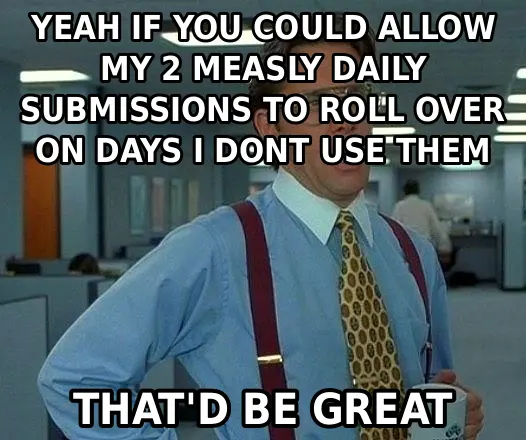 YEAH IF YOU COULD ALLOW
MY 2 MEASLY DAILY
SUBMISSIONS TO ROLL OVER
ON DAYS I DONT USE THEM
THAT'D BE GREAT